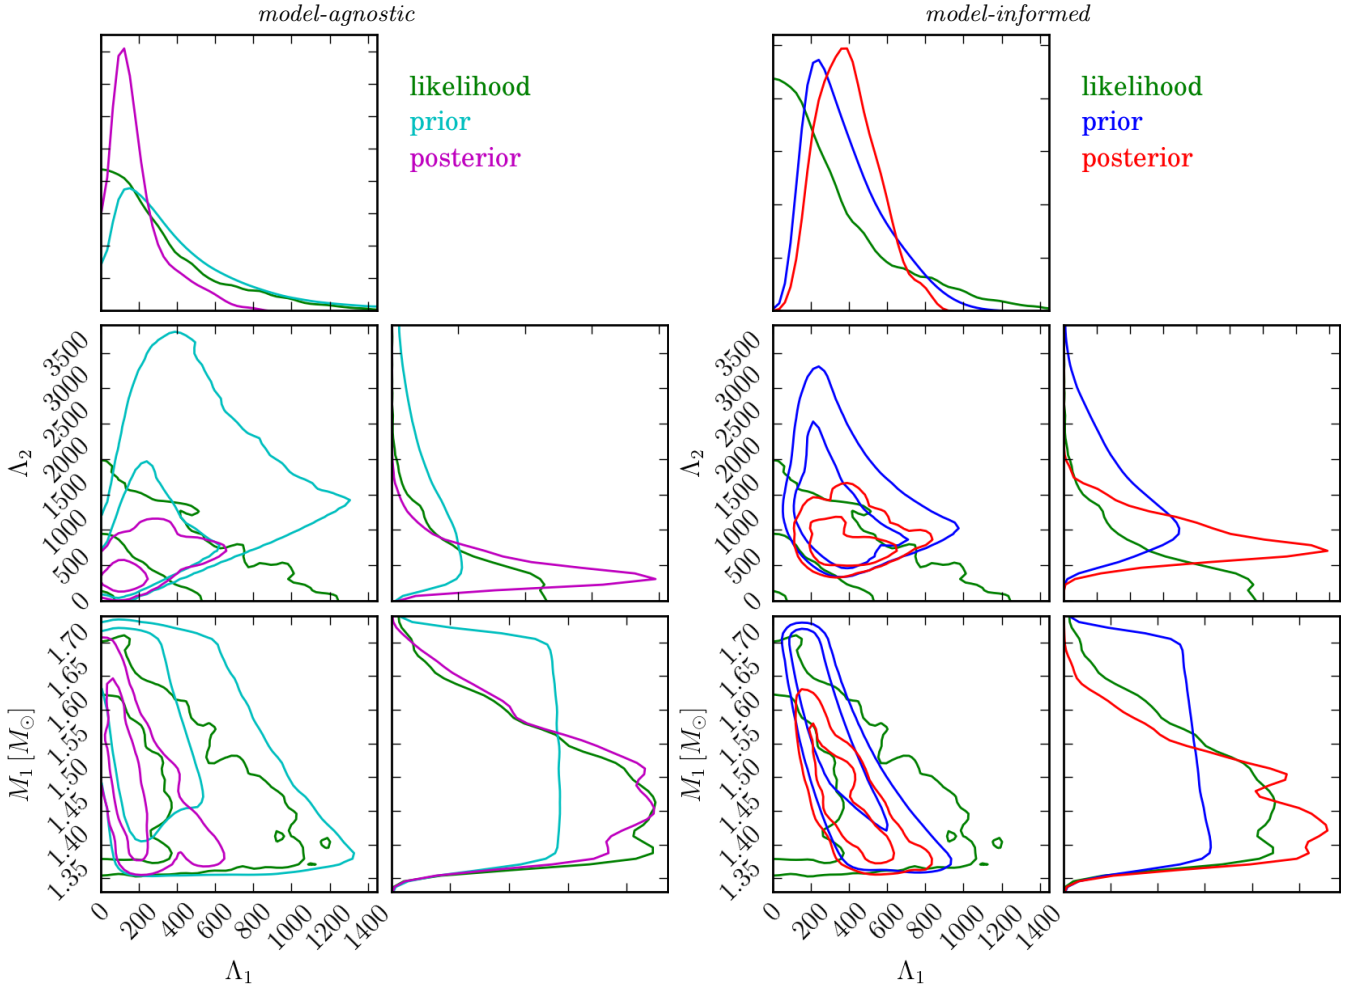 model-agnostic
model-informed
likelihood
prior
posterior
likelihood
prior
posterior
Λ₂
3500
3000
2500
2000
1500
1000
500
0
Λ₂
3500
3000
2500
2000
1500
1000
500
0
M₁ [M⊙]
1.70
1.65
1.60
1.55
1.50
1.45
1.40
1.35
M₁ [M⊙]
1.70
1.65
1.60
1.55
1.50
1.45
1.40
1.35
0 200 400 600 800 1000 1200 1400
0 200 400 600 800 1000 1200 1400
Λ₁
Λ₁